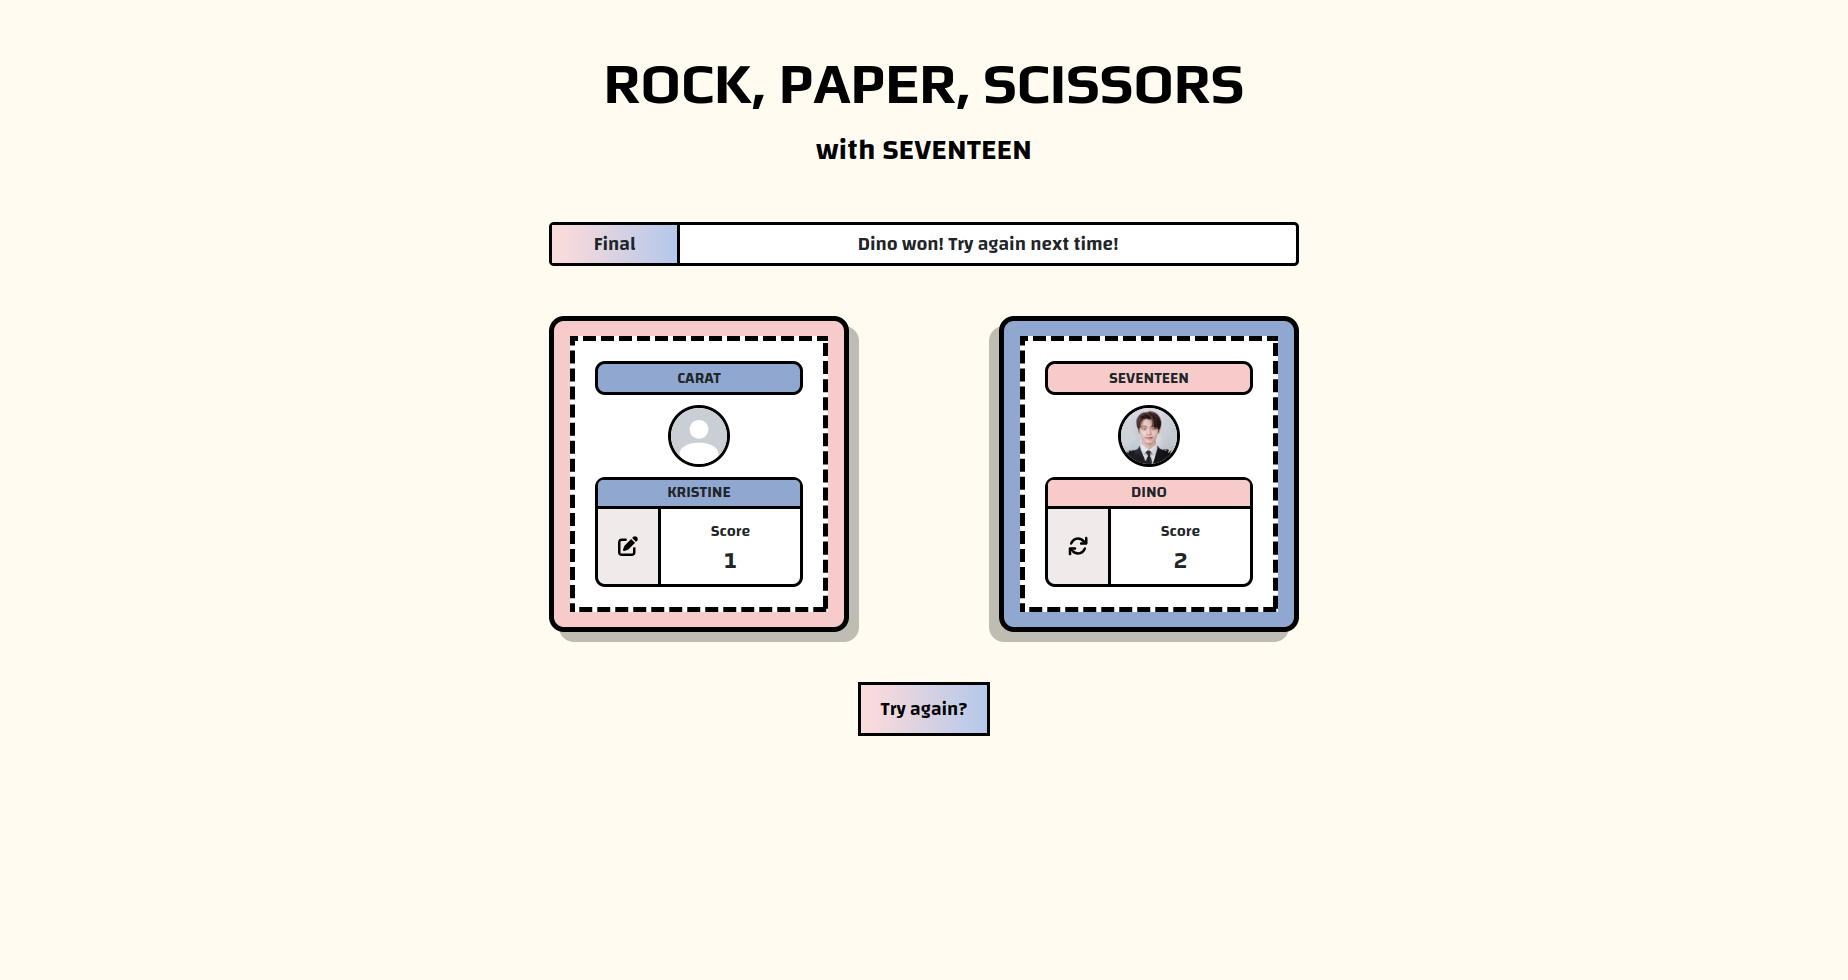 ROCK, PAPER, SCISSORS
with SEVENTEEN
Final
Dino won! Try again next time!
CARAT
KRISTINE
Score
1
SEVENTEEN
DINO
Score
2
Try again?